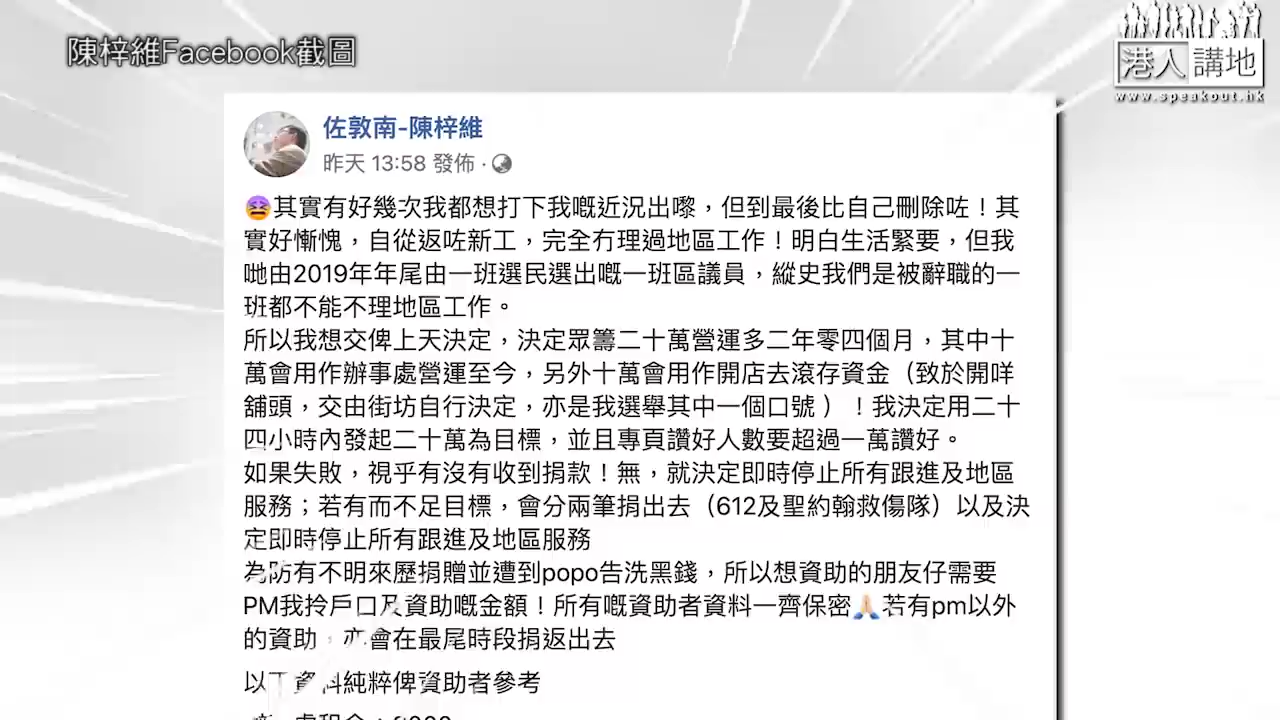 陳梓維Facebook截圖
港人講地
www.speakout.hk
佐敦南-陳梓維
昨天 13:58 發佈 ·
其實有好幾次我都想打下我嘅近況出嚟，但到最後比自己刪除咗！其
實好慚愧，自從返咗新工，完全冇理過地區工作！明白生活緊要，但我
哋由2019年年尾由一班選民選出嘅一班區議員，縱史我們是被辭職的一
班都不能不理地區工作。
所以我想交俾上天決定，決定眾籌二十萬營運多二年零四個月，其中十
萬會用作辦事處營運至今，另外十萬會用作開店去滾存資金（致於開咩
舖頭，交由街坊自行決定，亦是我選舉其中一個口號 ）！我決定用二十
四小時內發起二十萬為目標，並且專頁讚好人數要超過一萬讚好。
如果失敗，視乎有沒有收到捐款！無，就決定即時停止所有跟進及地區
服務；若有而不足目標，會分兩筆捐出去（612及聖約翰救傷隊）以及決
定即時停止所有跟進及地區服務
為防有不明來歷捐贈並遭到popo告洗黑錢，所以想資助的朋友仔需要
PM我拎戶口及資助嘅金額！所有嘅資助者資料一齊保密🙏🏻若有pm以外
的資助，亦會在最尾時段捐返出去
以下資料純粹俾資助者參考